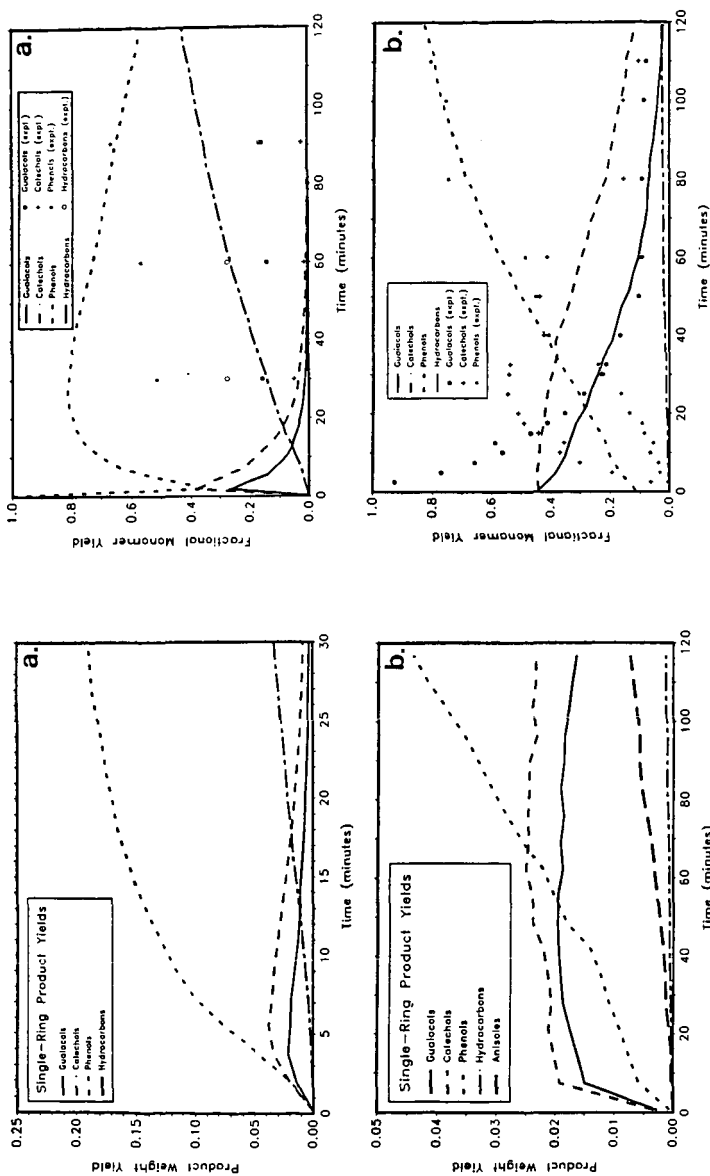 a.
Single-Ring Product Yields
Guaiacols
Catechols
Phenols
Hydrocarbons
Product Weight Yield
0.25
0.20
0.15
0.10
0.05
0.00
0
5
10
15
20
25
30
Time (minutes)
b.
Single-Ring Product Yields
Guaiacols
Catechols
Phenols
Hydrocarbons
Anisoles
Product Weight Yield
0.05
0.04
0.03
0.02
0.01
0.00
0
20
40
60
80
100
120
Time (minutes)
a.
Guaiacols
Catechols
Phenols
Hydrocarbons
Guaiacols (expt.)
Catechols (expt.)
Phenols (expt.)
Hydrocarbons (expt.)
Fractional Monomer Yield
1.0
0.8
0.6
0.4
0.2
0.0
0
20
40
60
80
100
120
Time (minutes)
b.
Guaiacols
Catechols
Phenols
Hydrocarbons
Guaiacols (expt.)
Catechols (expt.)
Phenols (expt.)
Fractional Monomer Yield
1.0
0.8
0.6
0.4
0.2
0.0
0
20
40
60
80
100
120
Time (minutes)